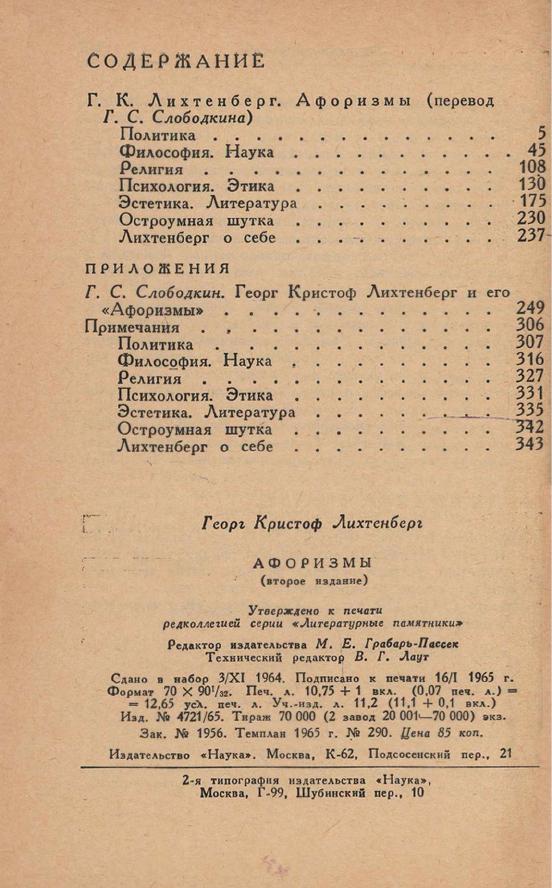 СОДЕРЖАНИЕ
Г. К. Лихтенберг. Афоризмы (перевод
Г. С. Слободкина)
Политика . . . . . . . . . . . . . . 5
Философия. Наука . . . . . . . . . . . 45
Религия . . . . . . . . . . . . . . . 108
Психология. Этика . . . . . . . . . . 130
Эстетика. Литература . . . . . . . . . 175
Остроумная шутка . . . . . . . . . . 230
Лихтенберг о себе . . . . . . . . . . 237
ПРИЛОЖЕНИЯ
Г. С. Слободкин. Георг Кристоф Лихтенберг и его
«Афоризмы» . . . . . . . . . . . . . 249
Примечания . . . . . . . . . . . . . . 306
Политика . . . . . . . . . . . . . . 307
Философия. Наука . . . . . . . . . . 316
Религия . . . . . . . . . . . . . . . 327
Психология. Этика . . . . . . . . . . 331
Эстетика. Литература . . . . . . . . . 335
Остроумная шутка . . . . . . . . . . 342
Лихтенберг о себе . . . . . . . . . . 343
Георг Кристоф Лихтенберг
АФОРИЗМЫ
(второе издание)
Утверждено к печати
редколлегией серии «Литературные памятники»
Редактор издательства М. Е. Грабарь-Пассек
Технический редактор В. Г. Лаут
Сдано в набор 3/XI 1964. Подписано к печати 16/I 1965 г.
Формат 70 × 90¹/₃₂. Печ. л. 10,75 + 1 вкл. (0,07 печ. л.) =
= 12,65 усл. печ. л. Уч.-изд. л. 11,2 (11,1 + 0,1 вкл.)
Изд. № 4721/65. Тираж 70 000 (2 завод 20 001—70 000) экз.
Зак. № 1956. Темплан 1965 г. № 290. Цена 85 коп.
Издательство «Наука». Москва, К-62, Подсосенский пер., 21
2-я типография издательства «Наука»,
Москва, Г-99, Шубинский пер., 10